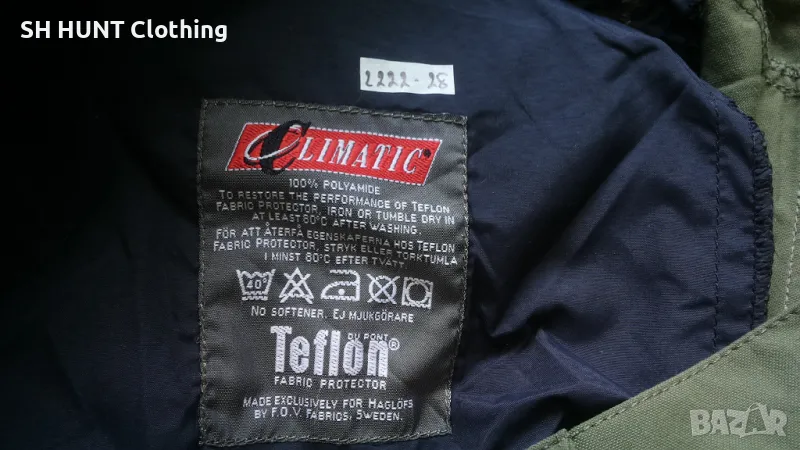 SH HUNT Clothing
2222-28
CLIMATIC®
100% POLYAMIDE
TO RESTORE THE PERFORMANCE OF TEFLON
FABRIC PROTECTOR, IRON OR TUMBLE DRY IN
AT LEAST 80°C AFTER WASHING.
FÖR ATT ÅTERFÅ EGENSKAPERNA HOS TEFLON
FABRIC PROTECTOR, STRYK ELLER TORKTUMLA
I MINST 80°C EFTER TVÄTT.
40°
NO SOFTENER. EJ MJUKGÖRARE
DU PONT
Teflon®
FABRIC PROTECTOR
MADE EXCLUSIVELY FOR HAGLÖFS
BY F.O.V. FABRICS, SWEDEN.
BAZAR